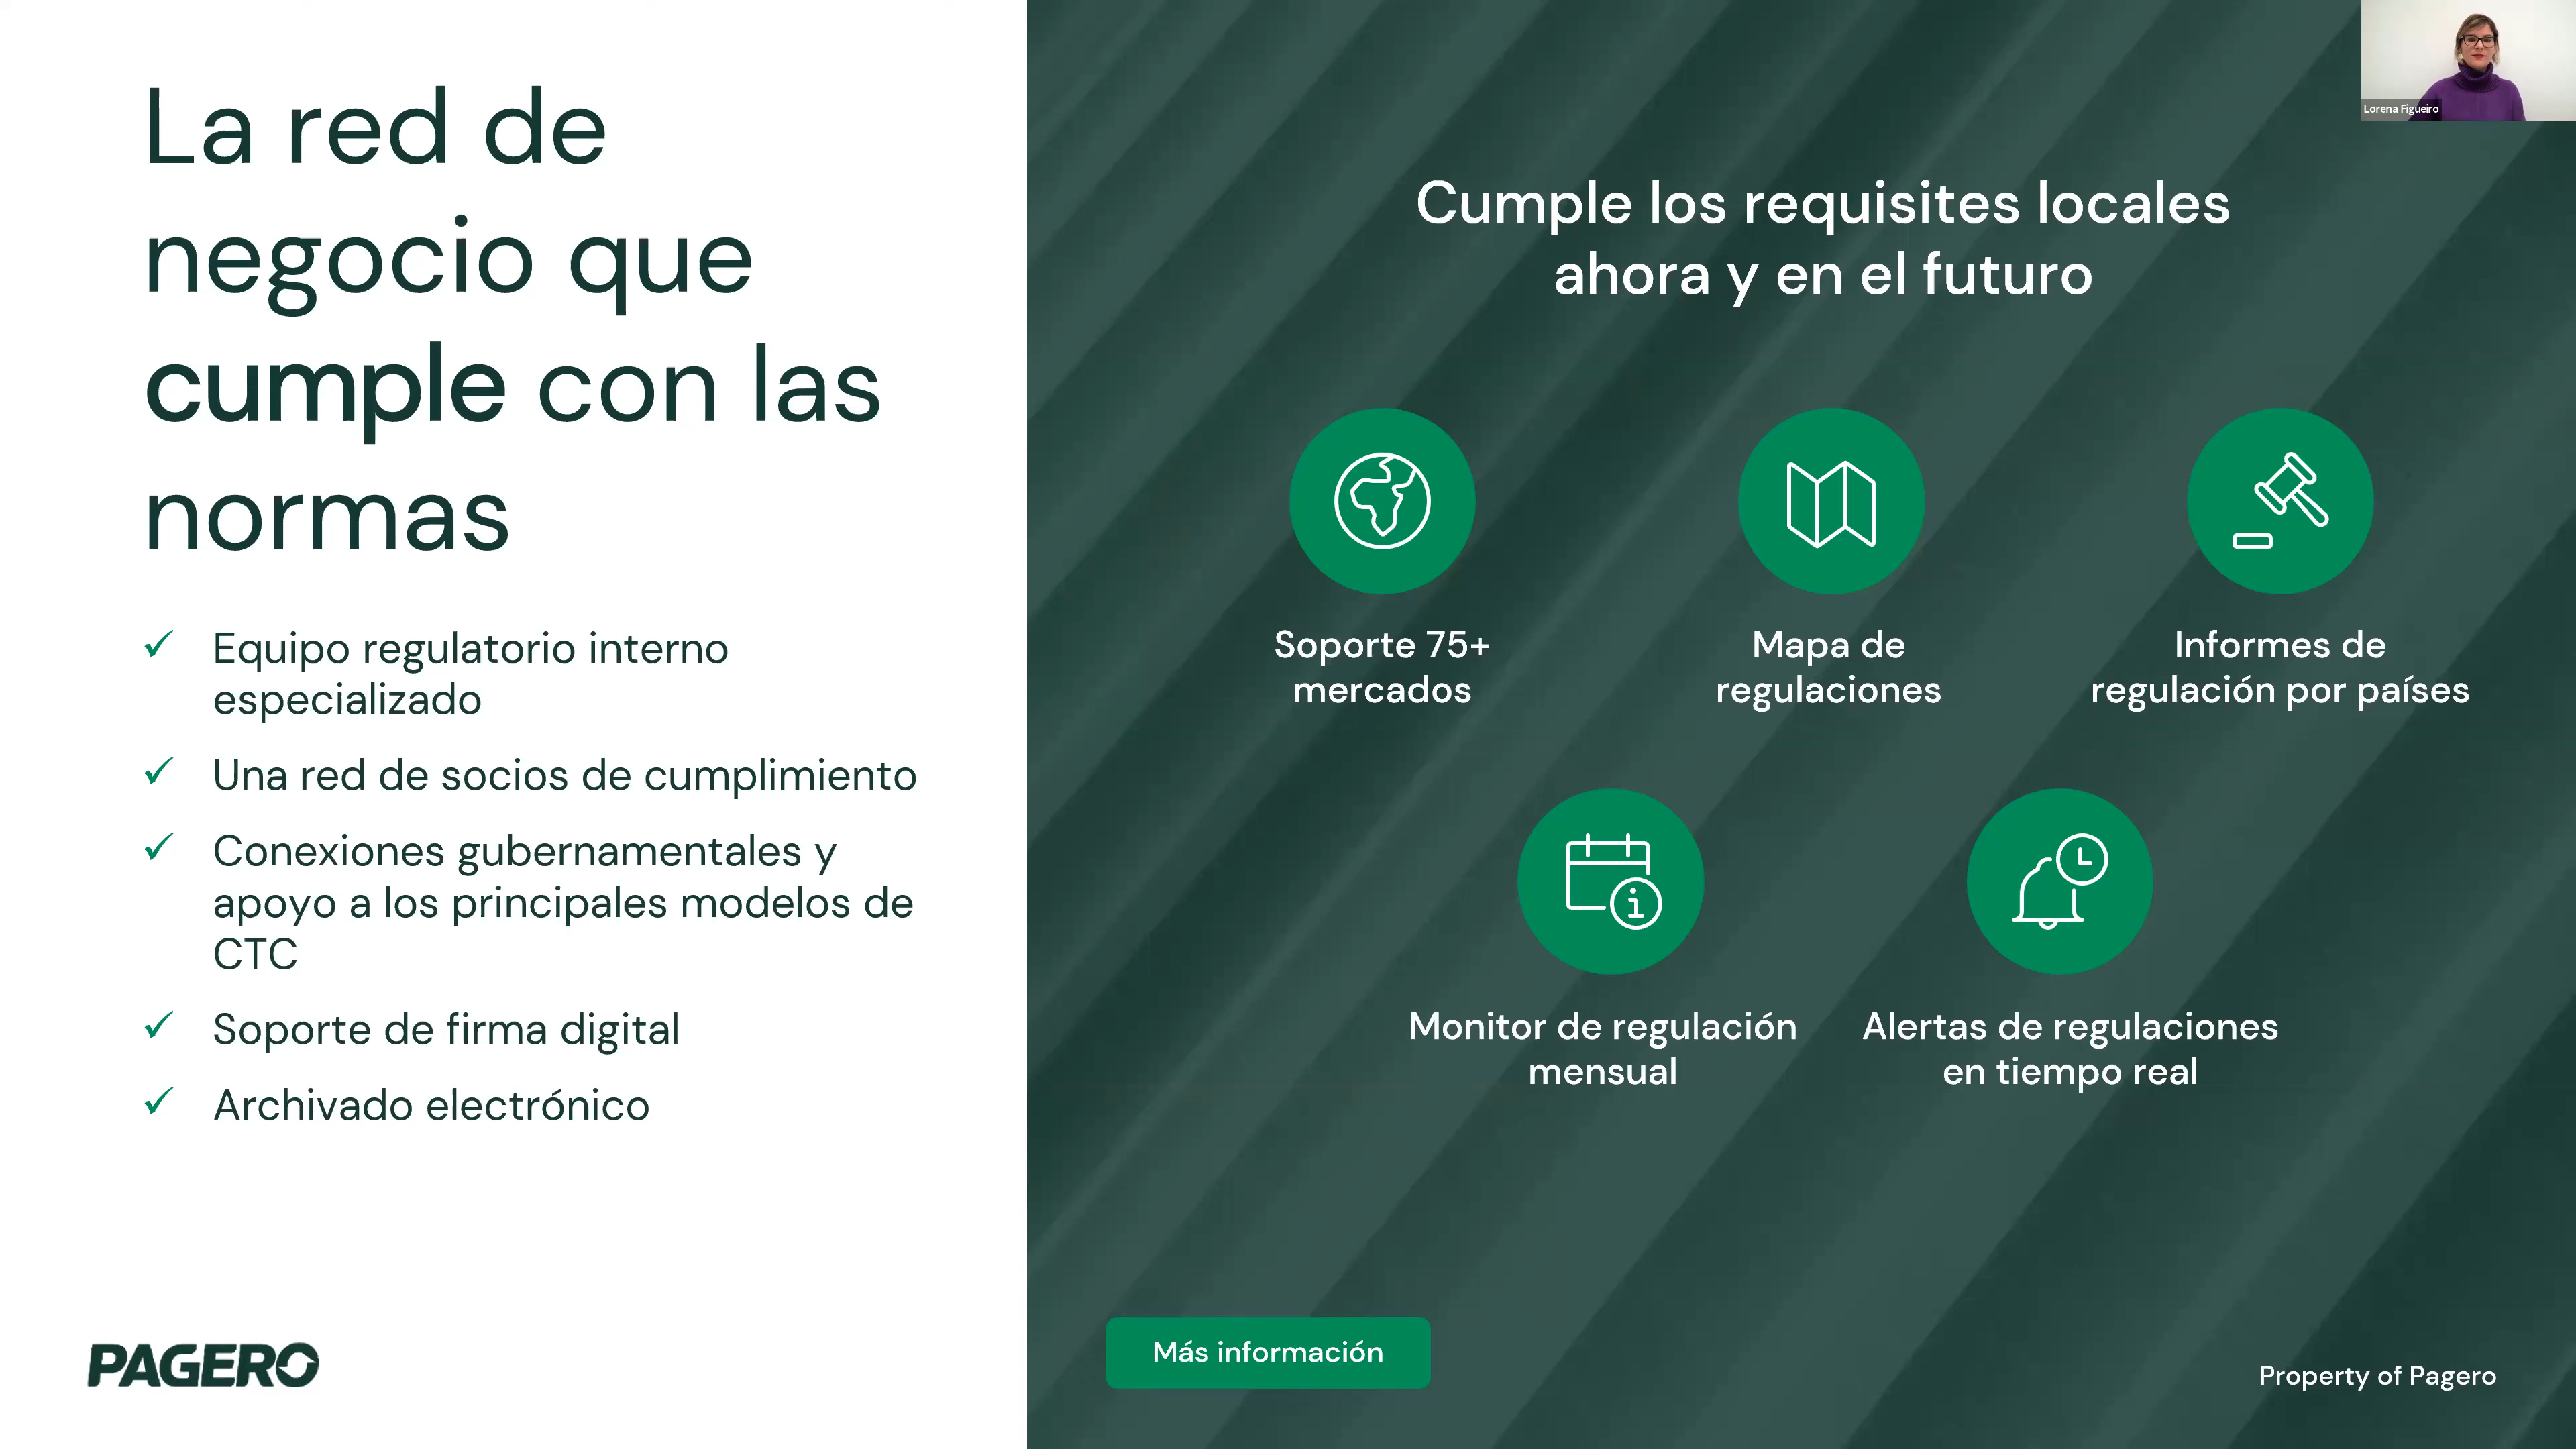 La red de
negocio que
cumple con las
normas
Equipo regulatorio interno
especializado
Una red de socios de cumplimiento
Conexiones gubernamentales y
apoyo a los principales modelos de
CTC
Soporte de firma digital
Archivado electrónico
PAGERO
Lorena Figueiro
Cumple los requisites locales
ahora y en el futuro
Soporte 75+
mercados
Mapa de
regulaciones
Informes de
regulación por países
Monitor de regulación
mensual
Alertas de regulaciones
en tiempo real
Más información
Property of Pagero